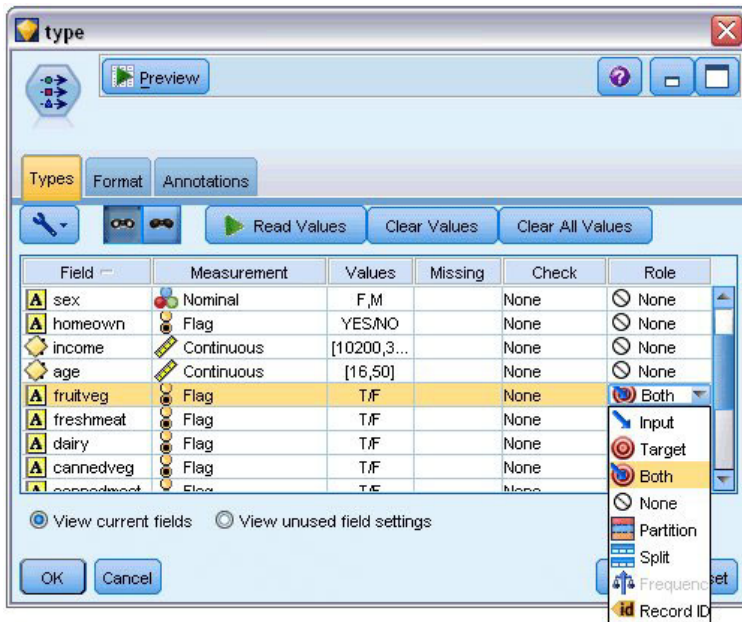 type
Preview
Types Format Annotations
Read Values Clear Values Clear All Values
Field Measurement Values Missing Check Role
A sex Nominal F,M None None
A homeown Flag YES/NO None None
income Continuous [10200,3... None None
age Continuous [16,50] None None
A fruitveg Flag T/F None Both
A freshmeat Flag T/F None Input
A dairy Flag T/F None Target
A cannedveg Flag T/F None Both
None
Partition
Split
id Record ID
View current fields View unused field settings
OK Cancel